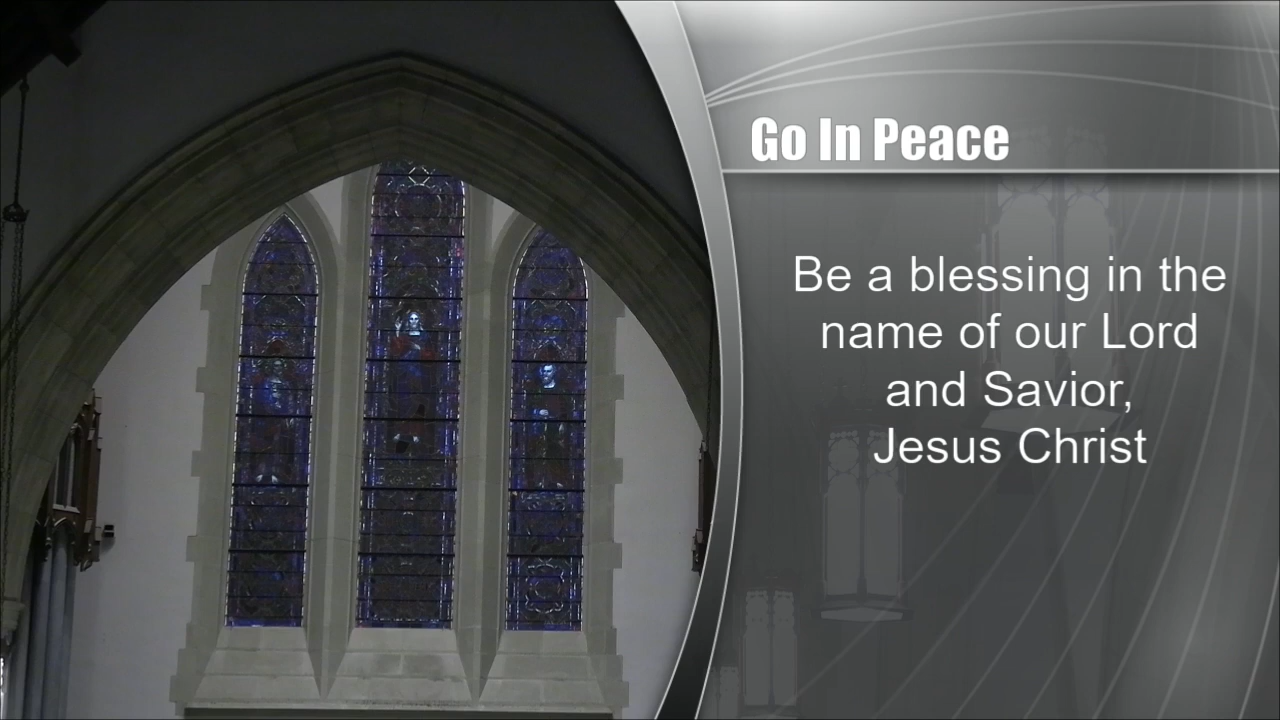 Go In Peace
Be a blessing in the
name of our Lord
and Savior,
Jesus Christ